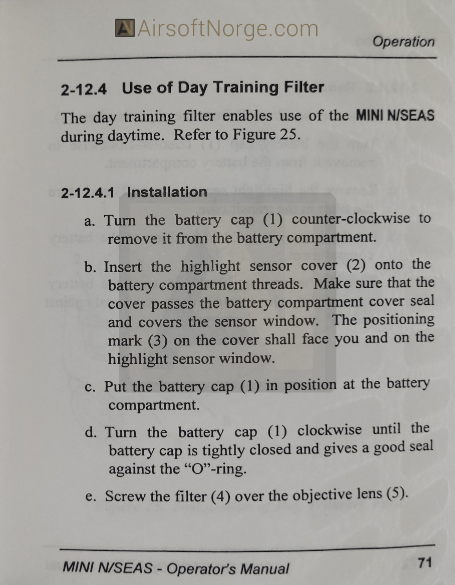 AirsoftNorge.com
Operation
2-12.4 Use of Day Training Filter
The day training filter enables use of the MINI N/SEAS
during daytime. Refer to Figure 25.
2-12.4.1 Installation
a. Turn the battery cap (1) counter-clockwise to
remove it from the battery compartment.
b. Insert the highlight sensor cover (2) onto the
battery compartment threads. Make sure that the
cover passes the battery compartment cover seal
and covers the sensor window. The positioning
mark (3) on the cover shall face you and on the
highlight sensor window.
c. Put the battery cap (1) in position at the battery
compartment.
d. Turn the battery cap (1) clockwise until the
battery cap is tightly closed and gives a good seal
against the “O”-ring.
e. Screw the filter (4) over the objective lens (5).
MINI N/SEAS - Operator's Manual
71